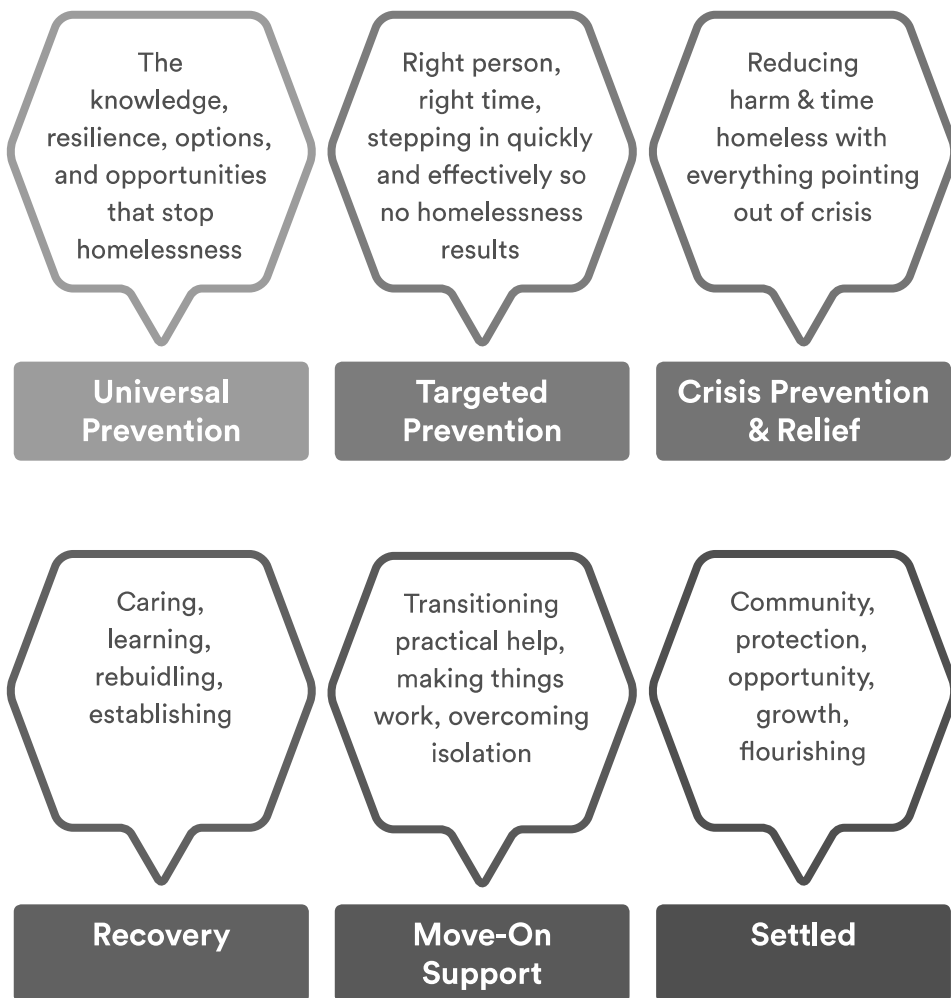 The
knowledge,
resilience, options,
and opportunities
that stop
homelessness
Universal
Prevention
Right person,
right time,
stepping in quickly
and effectively so
no homelessness
results
Targeted
Prevention
Reducing
harm & time
homeless with
everything pointing
out of crisis
Crisis Prevention
& Relief
Caring,
learning,
rebuidling,
establishing
Recovery
Transitioning
practical help,
making things
work, overcoming
isolation
Move-On
Support
Community,
protection,
opportunity,
growth,
flourishing
Settled